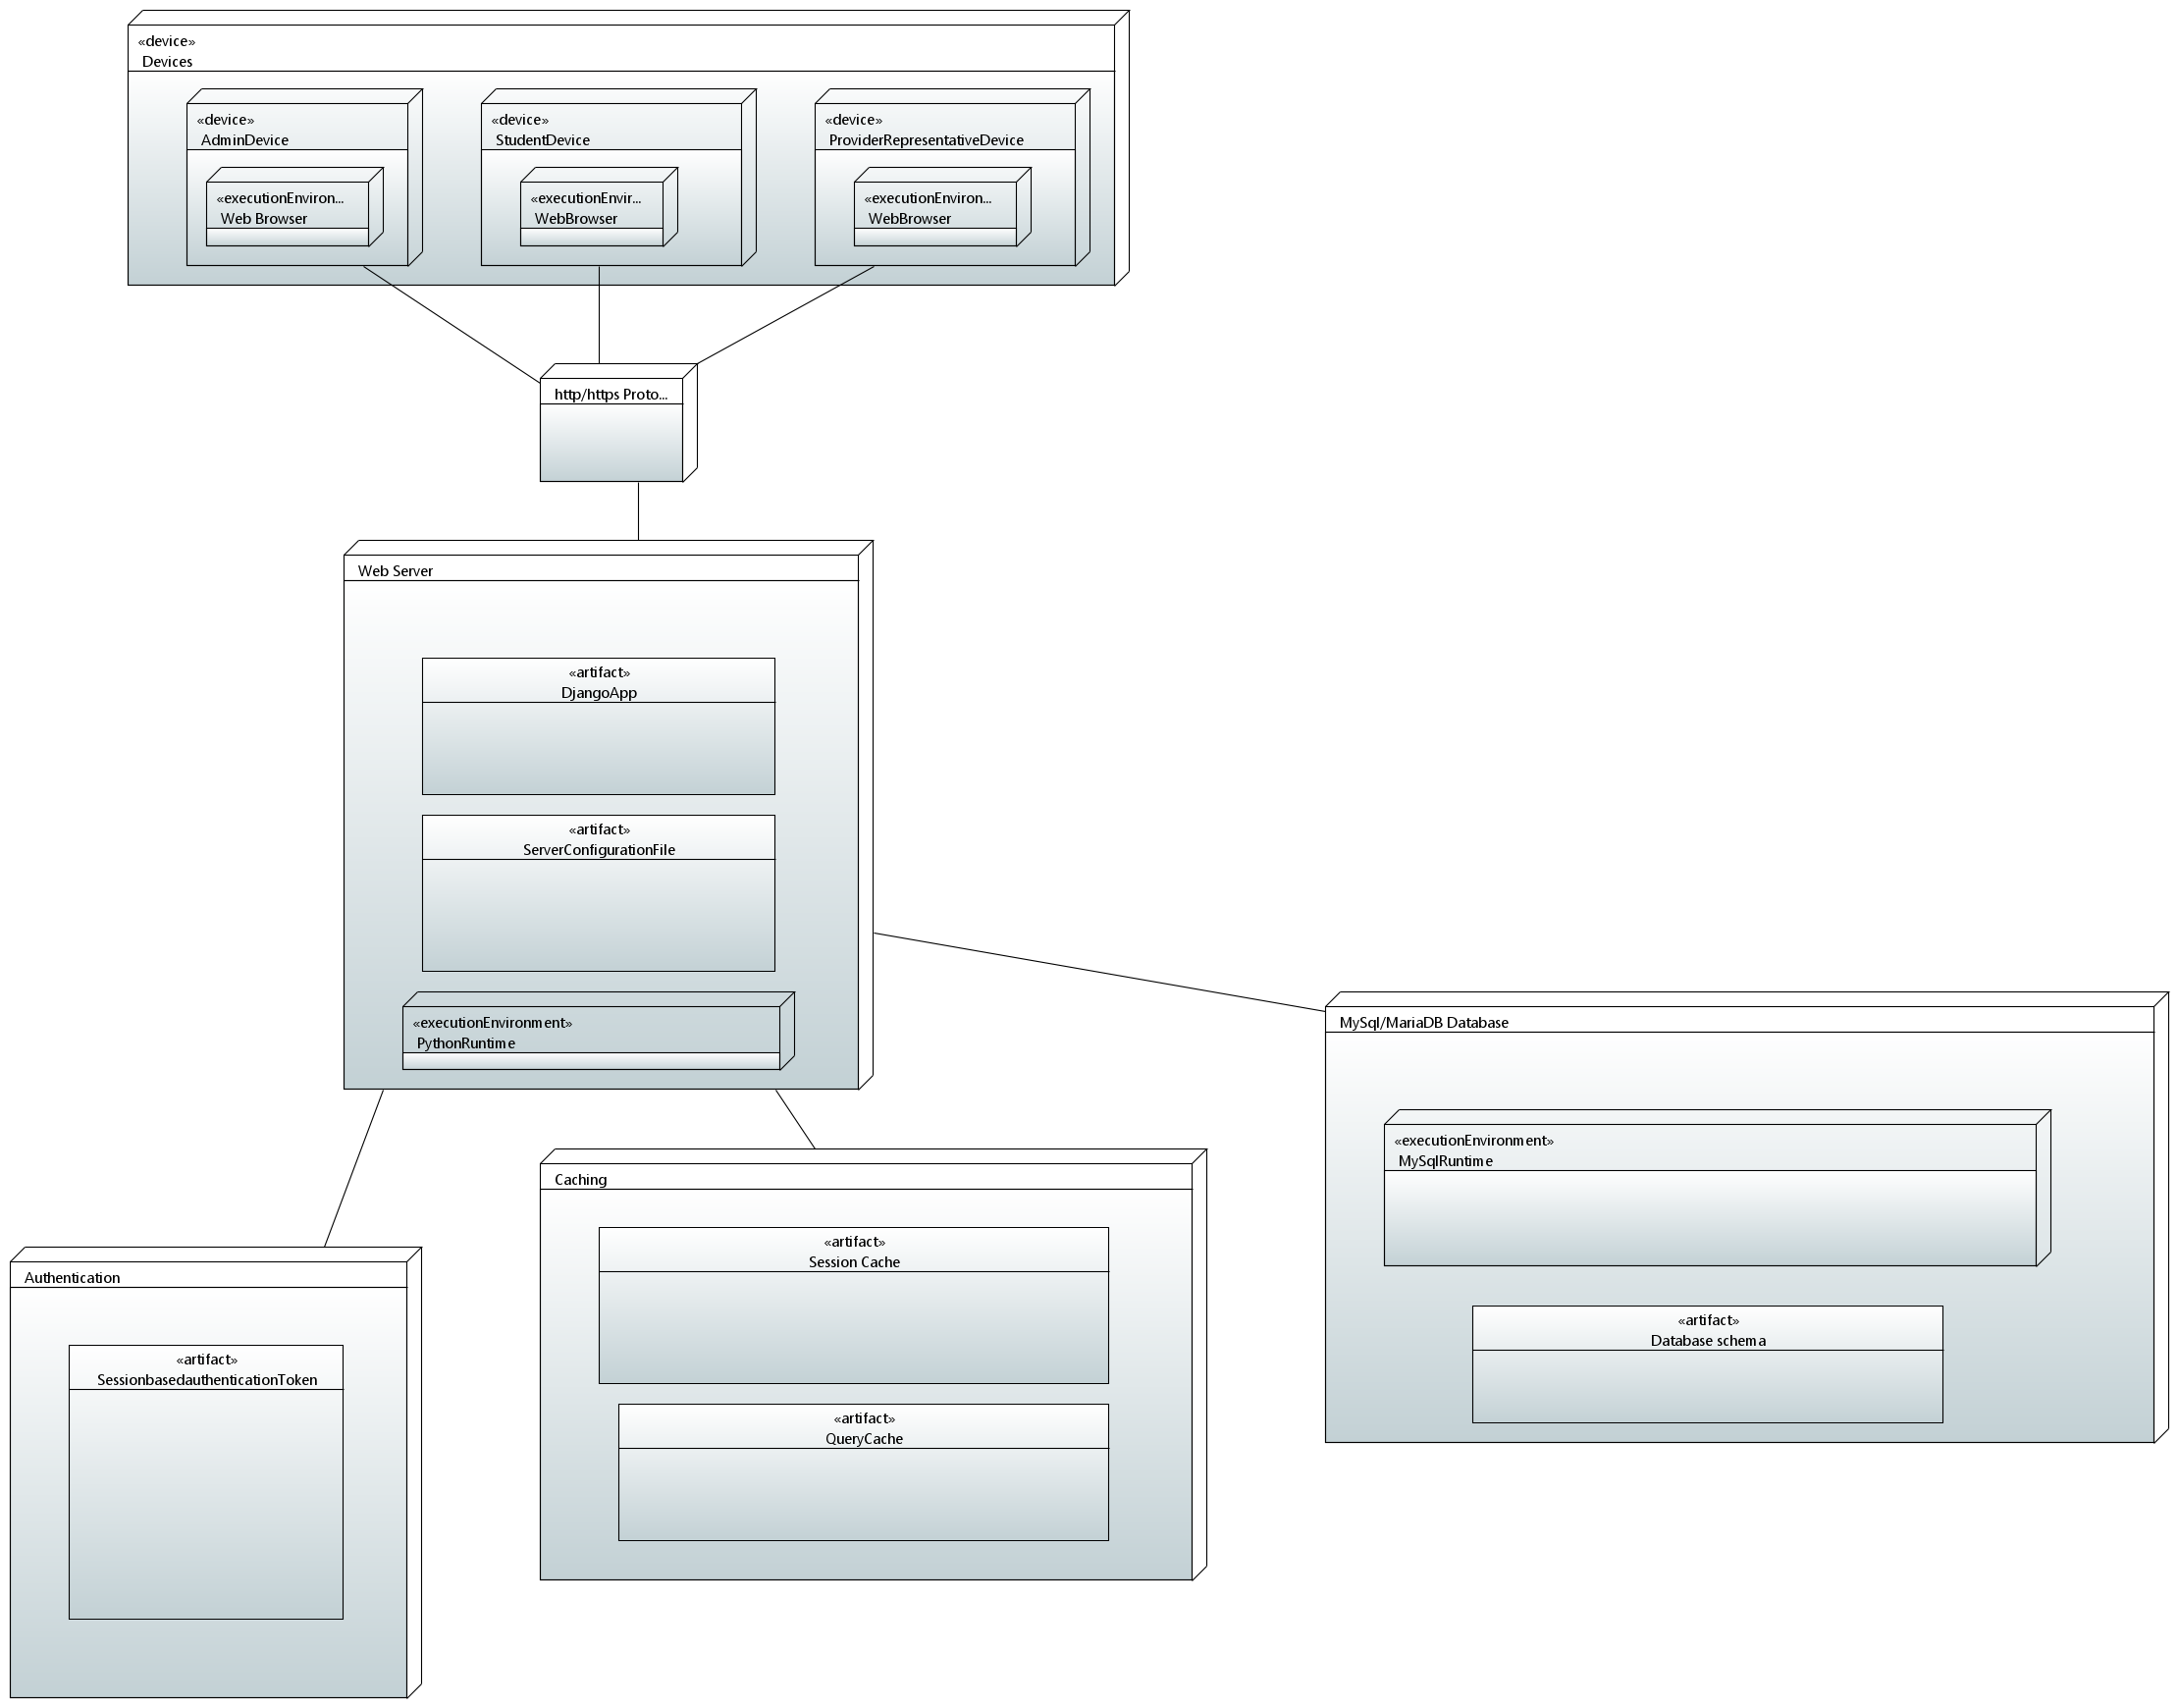 «device»
Devices
«device»
AdminDevice
«executionEnviron...
Web Browser
«device»
StudentDevice
«executionEnvir...
WebBrowser
«device»
ProviderRepresentativeDevice
«executionEnviron...
WebBrowser
http/https Proto...
Web Server
«artifact»
DjangoApp
«artifact»
ServerConfigurationFile
«executionEnvironment»
PythonRuntime
MySql/MariaDB Database
«executionEnvironment»
MySqlRuntime
«artifact»
Database schema
Caching
«artifact»
Session Cache
«artifact»
QueryCache
Authentication
«artifact»
SessionbasedauthenticationToken